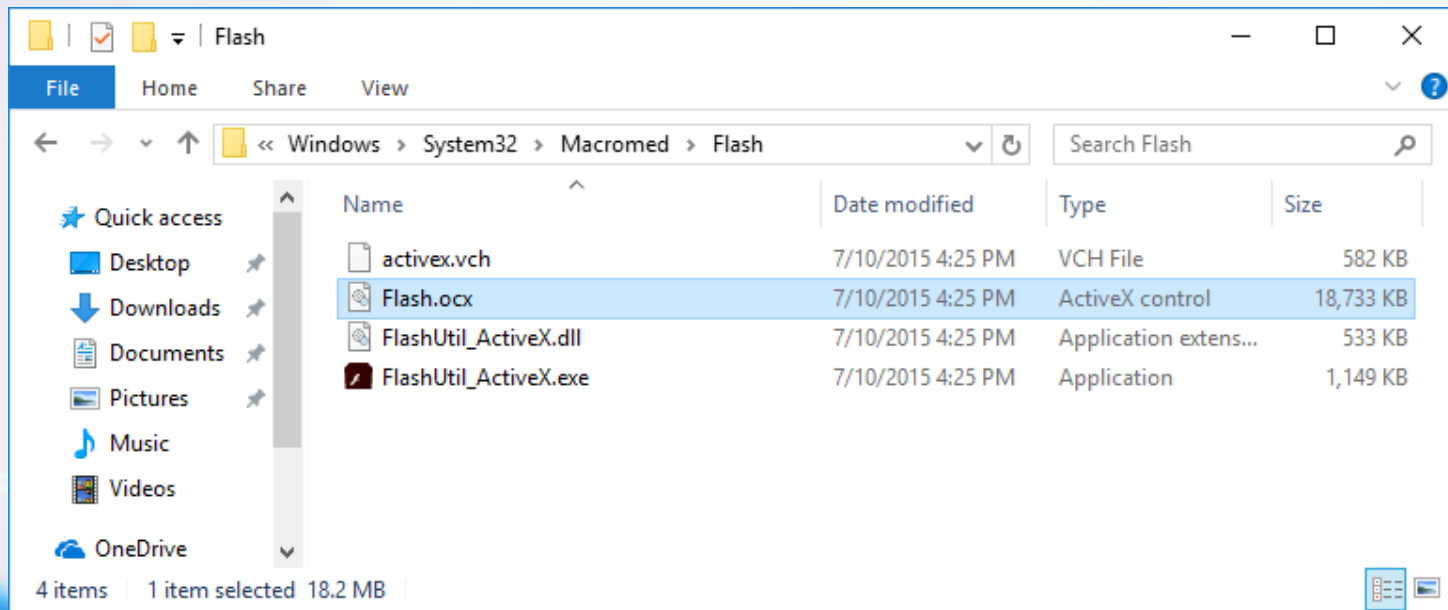 Flash
File Home Share View ?
« Windows › System32 › Macromed › Flash Search Flash
Quick access
Desktop
Downloads
Documents
Pictures
Music
Videos
OneDrive
Name Date modified Type Size
activex.vch 7/10/2015 4:25 PM VCH File 582 KB
Flash.ocx 7/10/2015 4:25 PM ActiveX control 18,733 KB
FlashUtil_ActiveX.dll 7/10/2015 4:25 PM Application extens... 533 KB
FlashUtil_ActiveX.exe 7/10/2015 4:25 PM Application 1,149 KB
4 items 1 item selected 18.2 MB